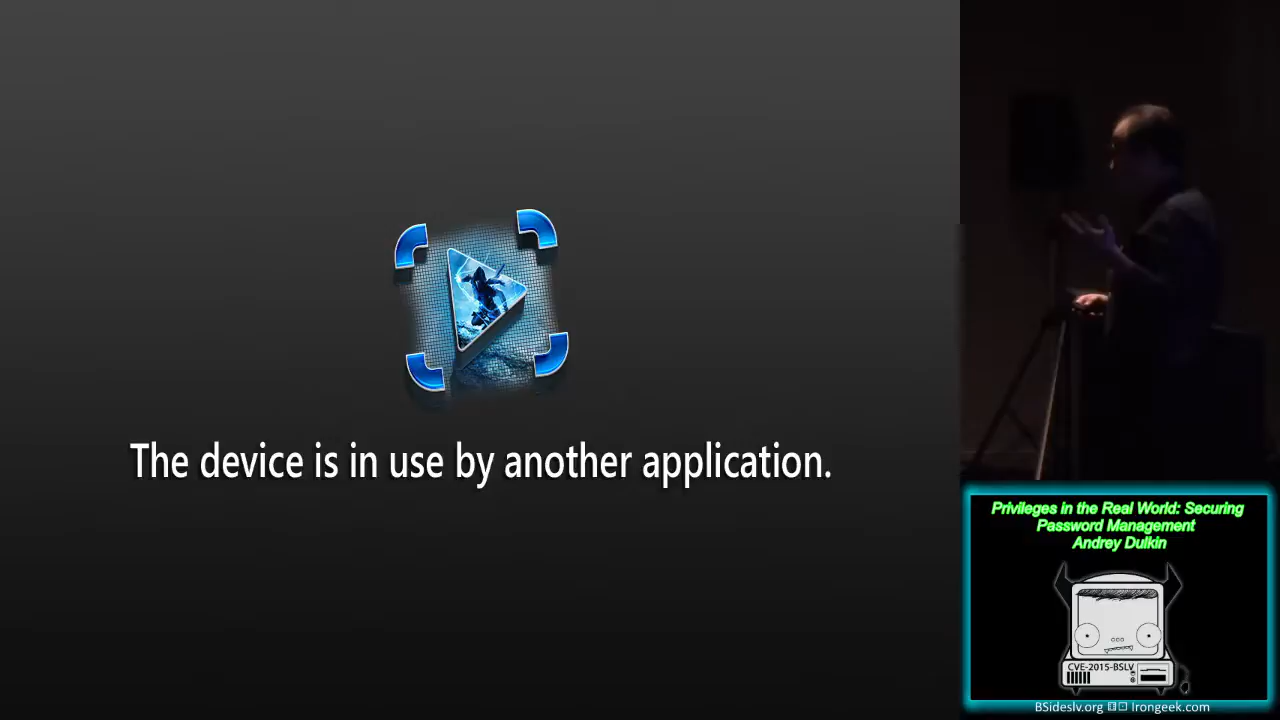 The device is in use by another application.
Privileges in the Real World: Securing
Password Management
Andrey Dulkin
CVE-2015-BSLV
BSideslv.org ⚅⚀ Irongeek.com